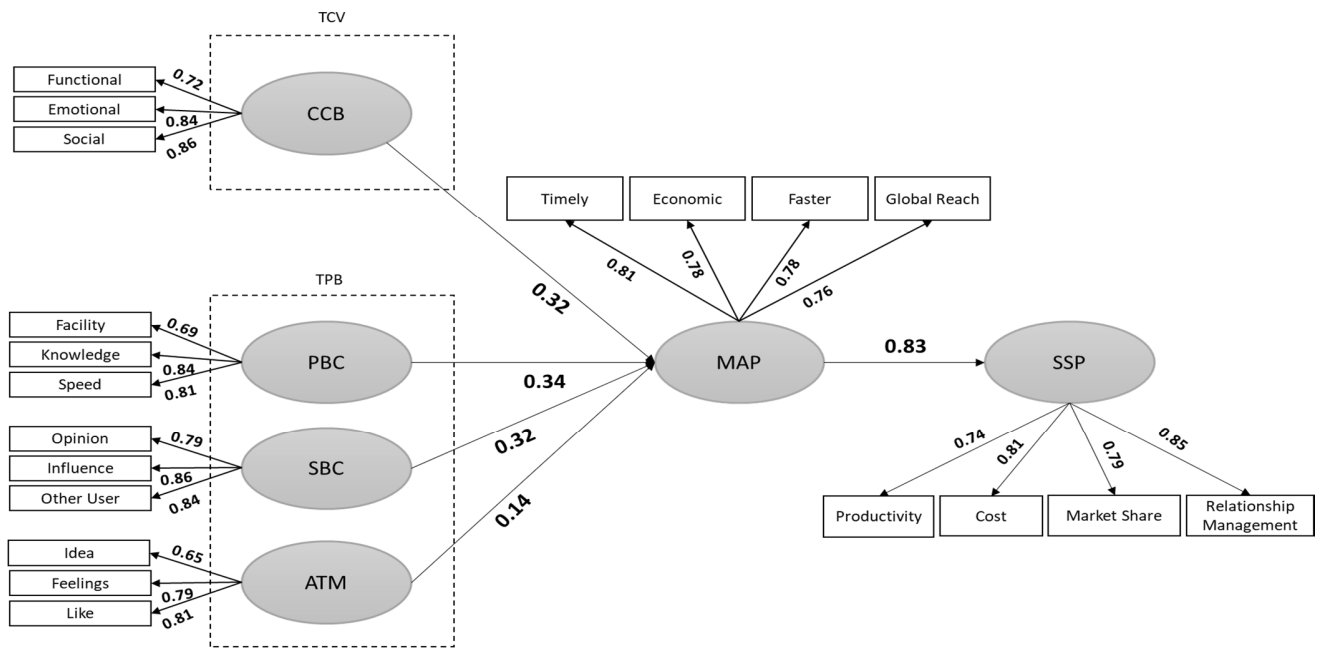 TCV
Functional
Emotional
Social
0.72
0.84
0.86
CCB
0.32
Timely
Economic
Faster
Global Reach
0.81
0.78
0.78
0.76
TPB
Facility
Knowledge
Speed
0.69
0.84
0.81
PBC
0.34
MAP
0.83
SSP
Opinion
Influence
Other User
0.79
0.86
0.84
SBC
0.32
0.74
0.81
0.79
0.85
Productivity
Cost
Market Share
Relationship
Management
Idea
Feelings
Like
0.65
0.79
0.81
ATM
0.14